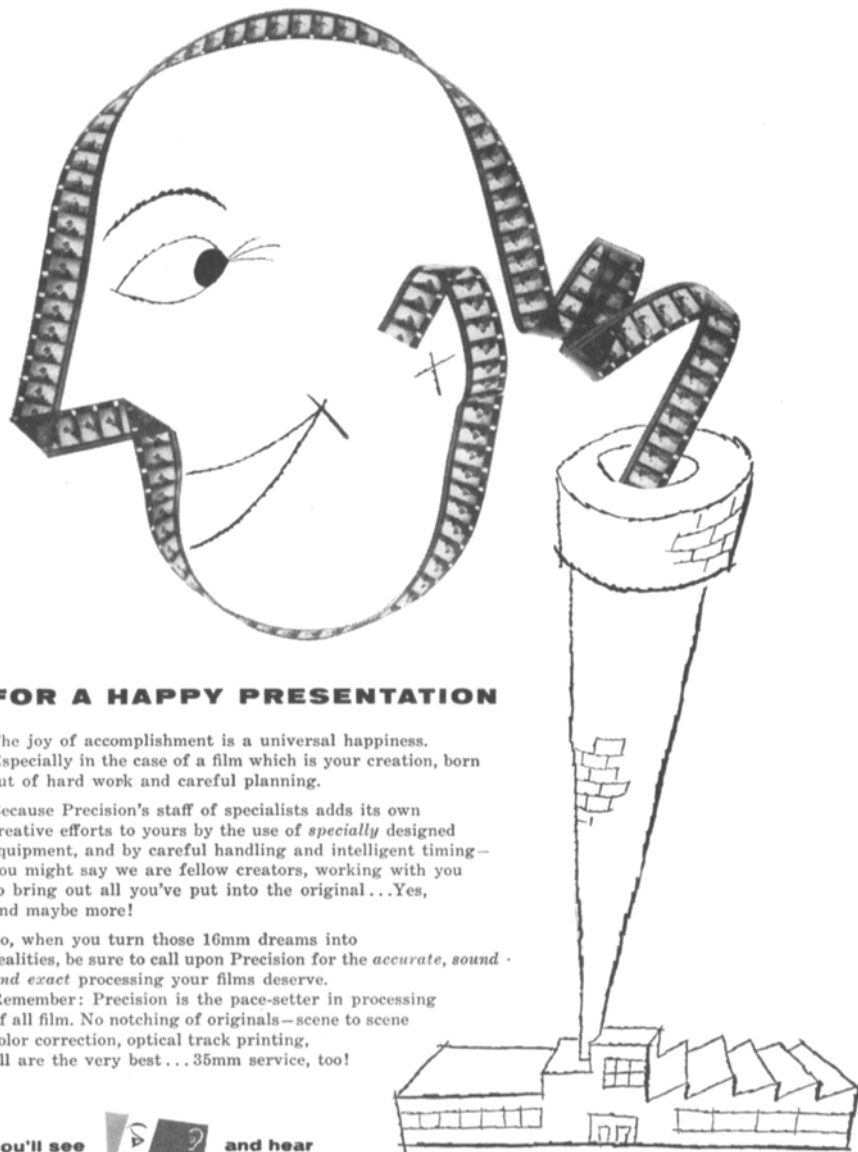 FOR A HAPPY PRESENTATION
he joy of accomplishment is a universal happiness.
specially in the case of a film which is your creation, born
ut of hard work and careful planning.
ecause Precision's staff of specialists adds its own
reative efforts to yours by the use of specially designed
quipment, and by careful handling and intelligent timing—
ou might say we are fellow creators, working with you
o bring out all you've put into the original...Yes,
nd maybe more!
o, when you turn those 16mm dreams into
ealities, be sure to call upon Precision for the accurate, sound
nd exact processing your films deserve.
emember: Precision is the pace-setter in processing
f all film. No notching of originals—scene to scene
olor correction, optical track printing,
ll are the very best...35mm service, too!
ou'll see and hear